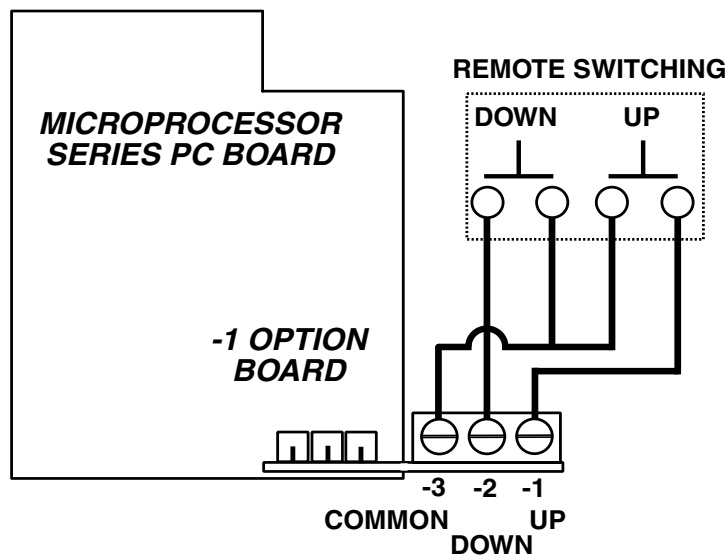 REMOTE SWITCHING
DOWN UP
MICROPROCESSOR
SERIES PC BOARD
-1 OPTION
BOARD
-3 -2 -1
COMMON UP
DOWN